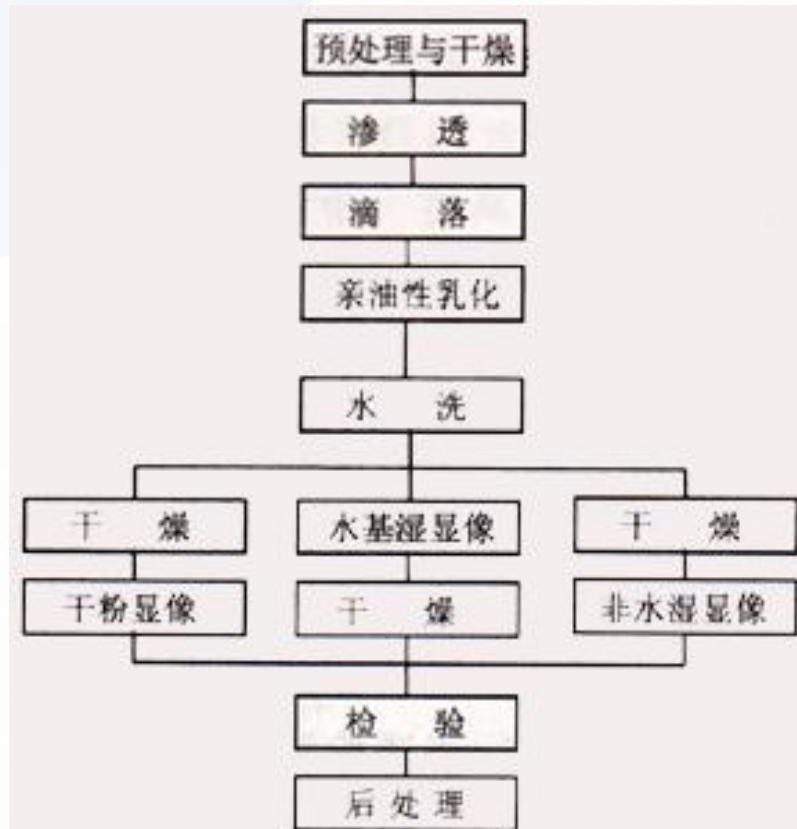 预处理与干燥
渗 透
滴 落
亲油性乳化
水 洗
干 燥
水基湿显像
干 燥
干粉显像
干 燥
非水湿显像
检 验
后 处 理